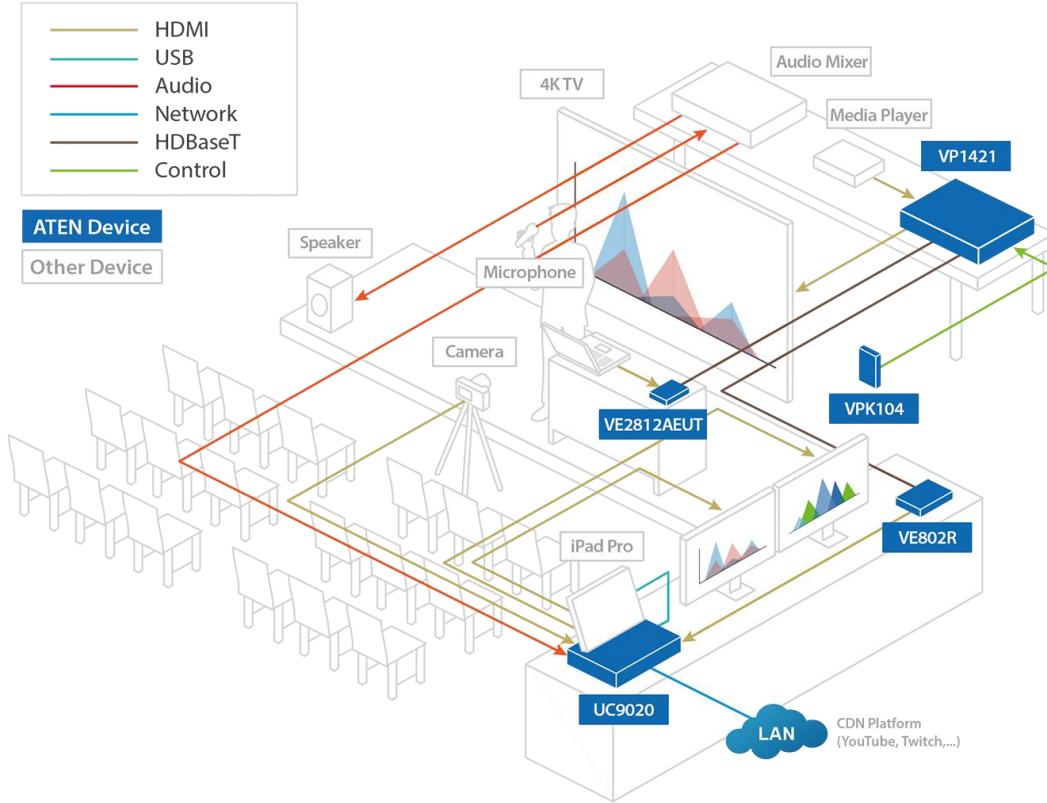 HDMI
USB
Audio
Network
HDBaseT
Control
ATEN Device
Other Device
Audio Mixer
4K TV
Media Player
VP1421
Speaker
Microphone
Camera
VPK104
VE2812AEUT
VE802R
iPad Pro
UC9020
LAN
CDN Platform
(YouTube, Twitch,...)